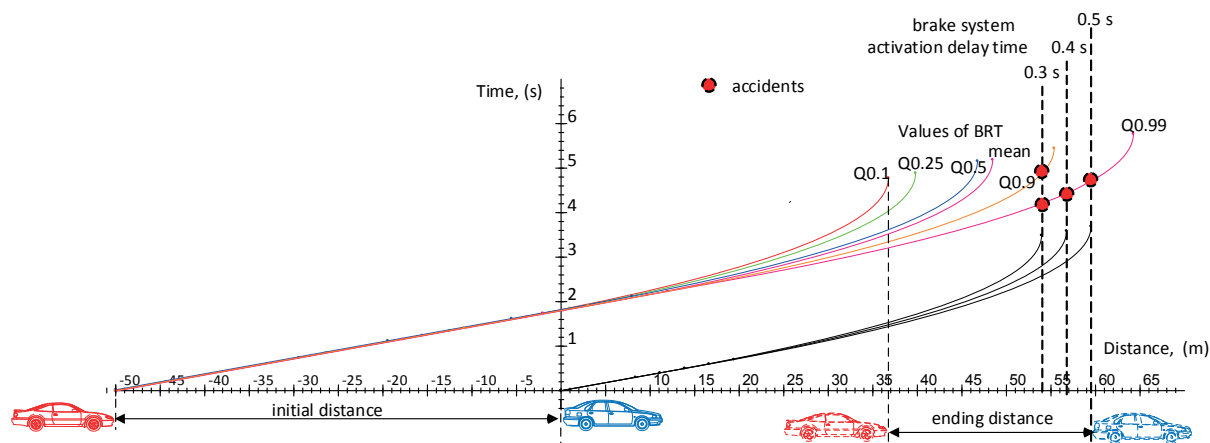 0.5 s
brake system
activation delay time
0.4 s
0.3 s
Time, (s)
accidents
6
5
4
3
2
1
Values of BRT
mean
Q0.1
Q0.25
Q0.5
Q0.9
Q0.99
Distance, (m)
-50 -45 -40 -35 -30 -25 -20 -15 -10 -5 10 15 20 25 30 35 40 45 50 55 60 65
initial distance
ending distance